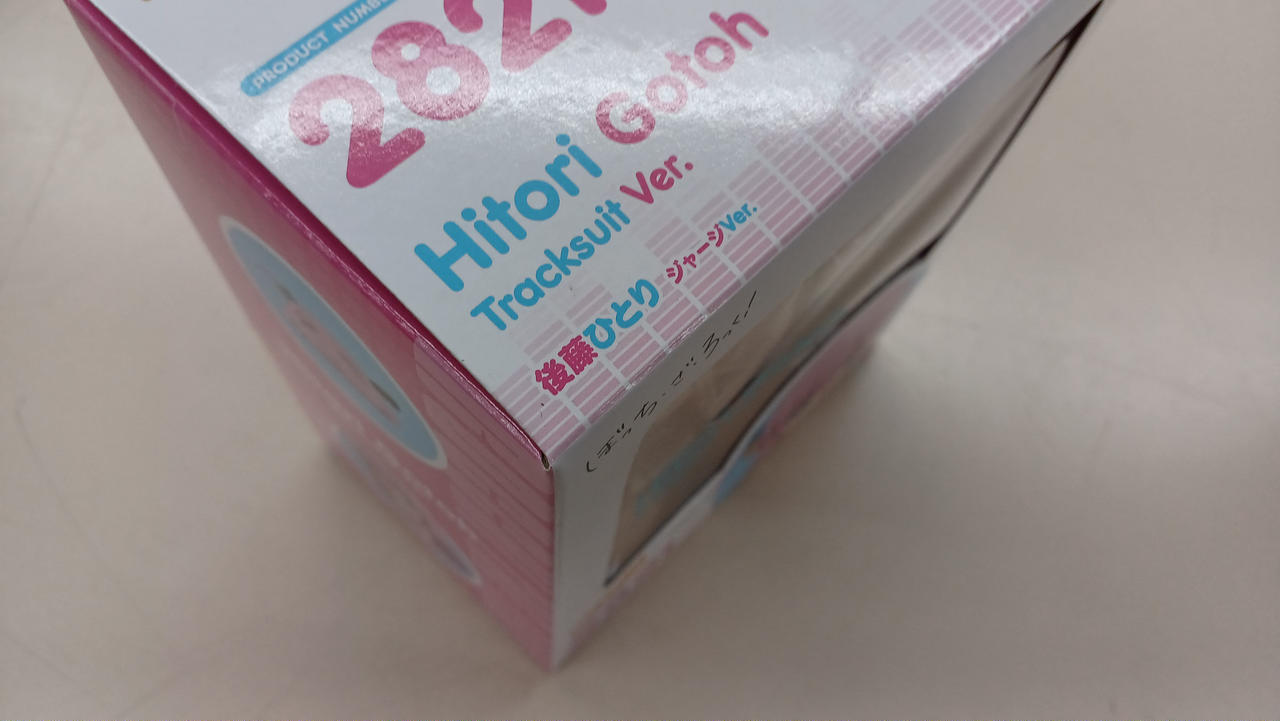 PRODUCT NUMBE
282
Hitori Gotoh
Tracksuit Ver.
後藤ひとり ジャージVer.
ぼっち・ざ・ろっく!